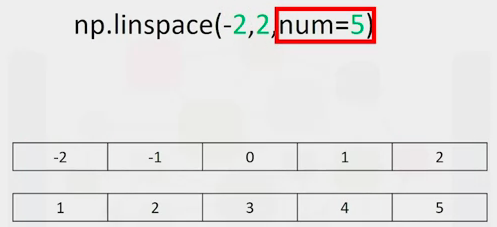 np.linspace(-2,2,num=5)
-2 -1 0 1 2
1 2 3 4 5